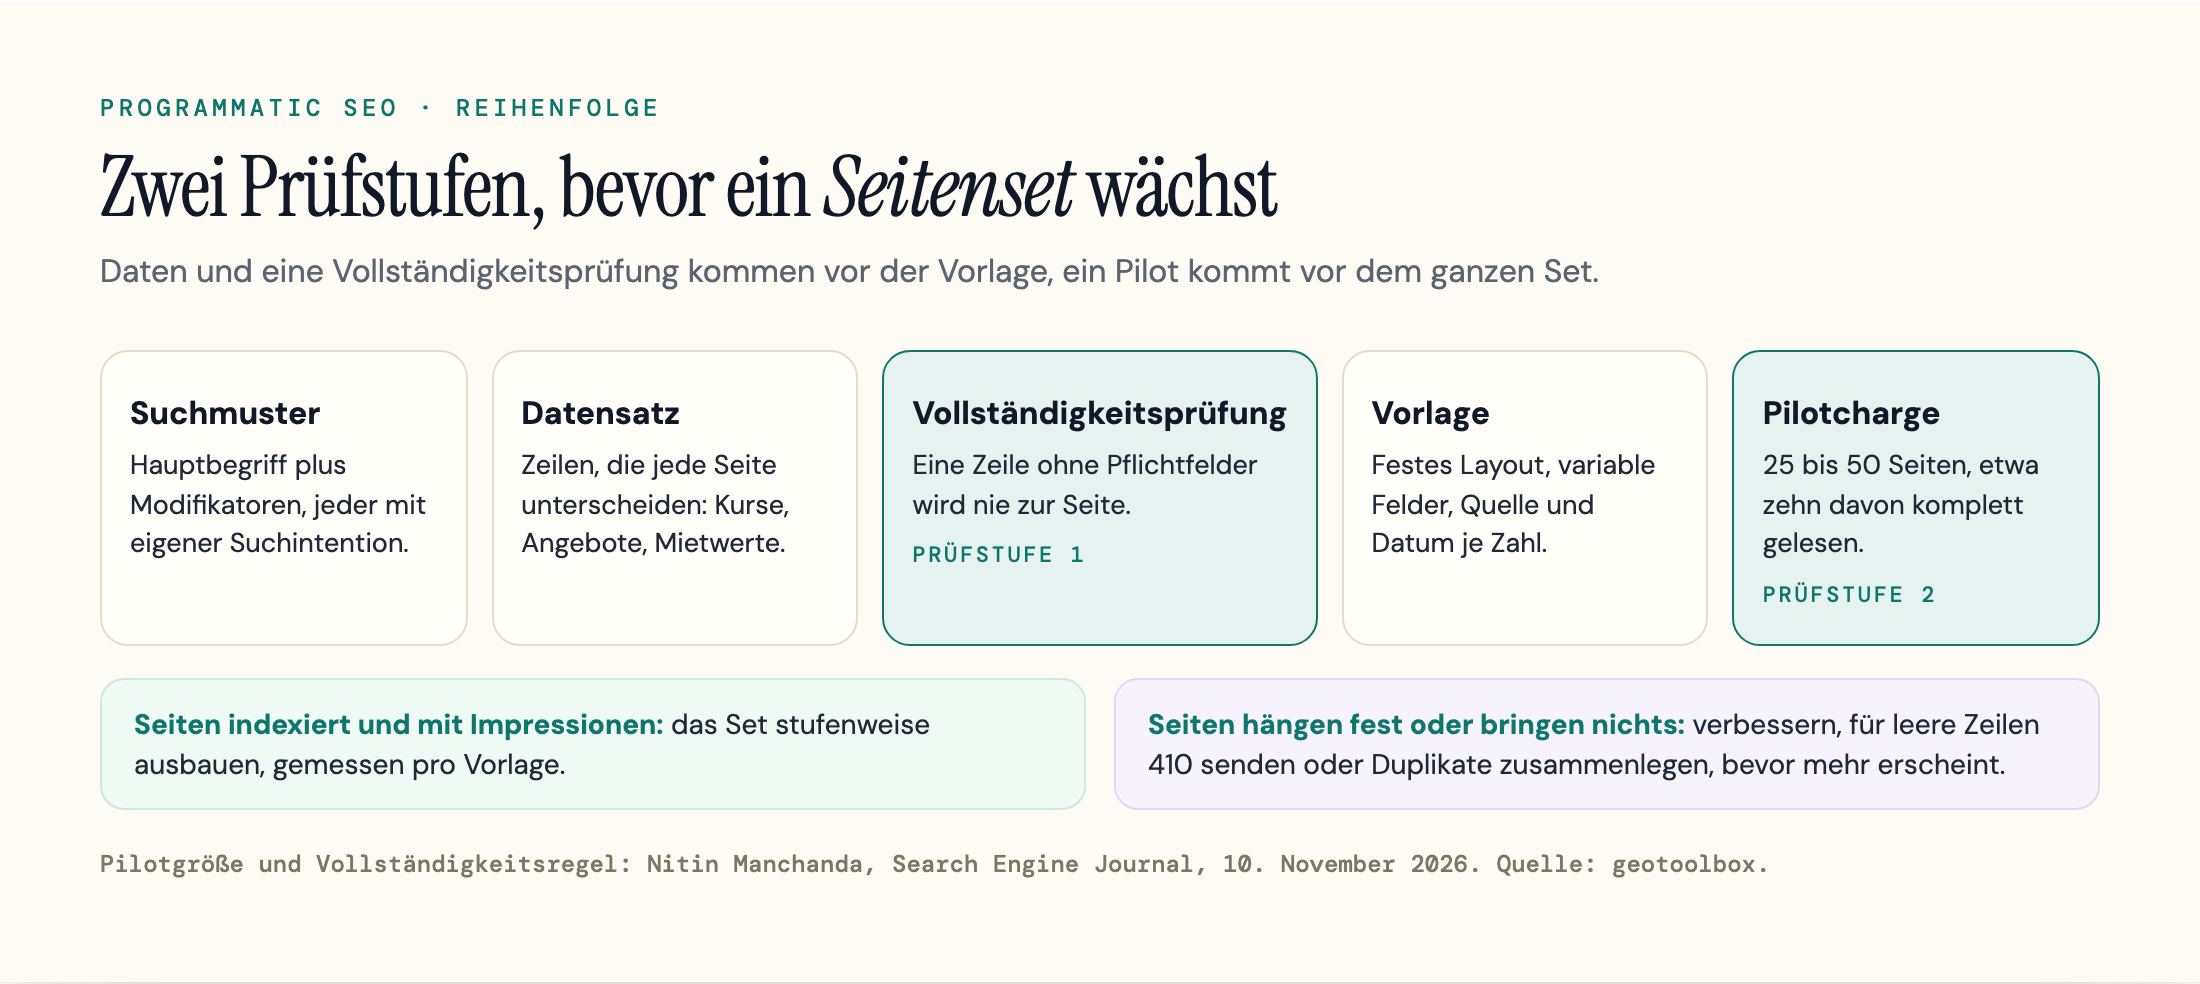 PROGRAMMATIC SEO · REIHENFOLGE
Zwei Prüfstufen, bevor ein Seitenset wächst
Daten und eine Vollständigkeitsprüfung kommen vor der Vorlage, ein Pilot kommt vor dem ganzen Set.
Suchmuster
Hauptbegriff plus
Modifikatoren, jeder mit
eigener Suchintention.
Datensatz
Zeilen, die jede Seite
unterscheiden: Kurse,
Angebote, Mietwerte.
Vollständigkeitsprüfung
Eine Zeile ohne Pflichtfelder
wird nie zur Seite.
PRÜFSTUFE 1
Vorlage
Festes Layout, variable
Felder, Quelle und
Datum je Zahl.
Pilotcharge
25 bis 50 Seiten, etwa
zehn davon komplett
gelesen.
PRÜFSTUFE 2
Seiten indexiert und mit Impressionen: das Set stufenweise
ausbauen, gemessen pro Vorlage.
Seiten hängen fest oder bringen nichts: verbessern, für leere Zeilen
410 senden oder Duplikate zusammenlegen, bevor mehr erscheint.
Pilotgröße und Vollständigkeitsregel: Nitin Manchanda, Search Engine Journal, 10. November 2026. Quelle: geotoolbox.